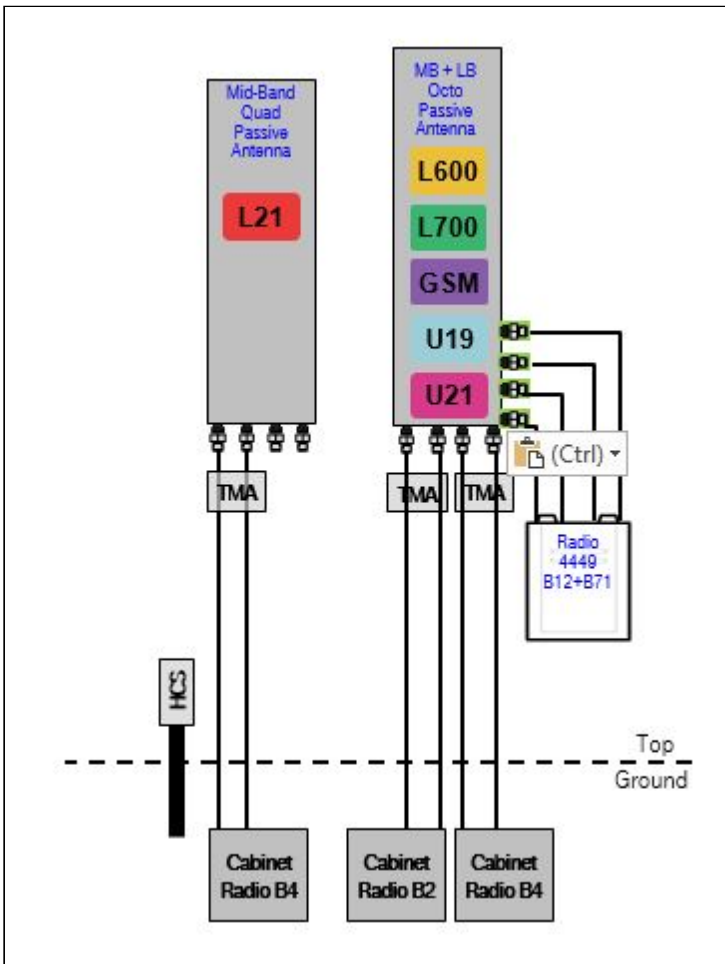 Mid-Band
Quad
Passive
Antenna
L21
MB + LB
Octo
Passive
Antenna
L600
L700
GSM
U19
U21
(Ctrl)
TMA
TMA
TMA
Radio
4449
B12+B71
HCS
Top
Ground
Cabinet
Radio B4
Cabinet
Radio B2
Cabinet
Radio B4